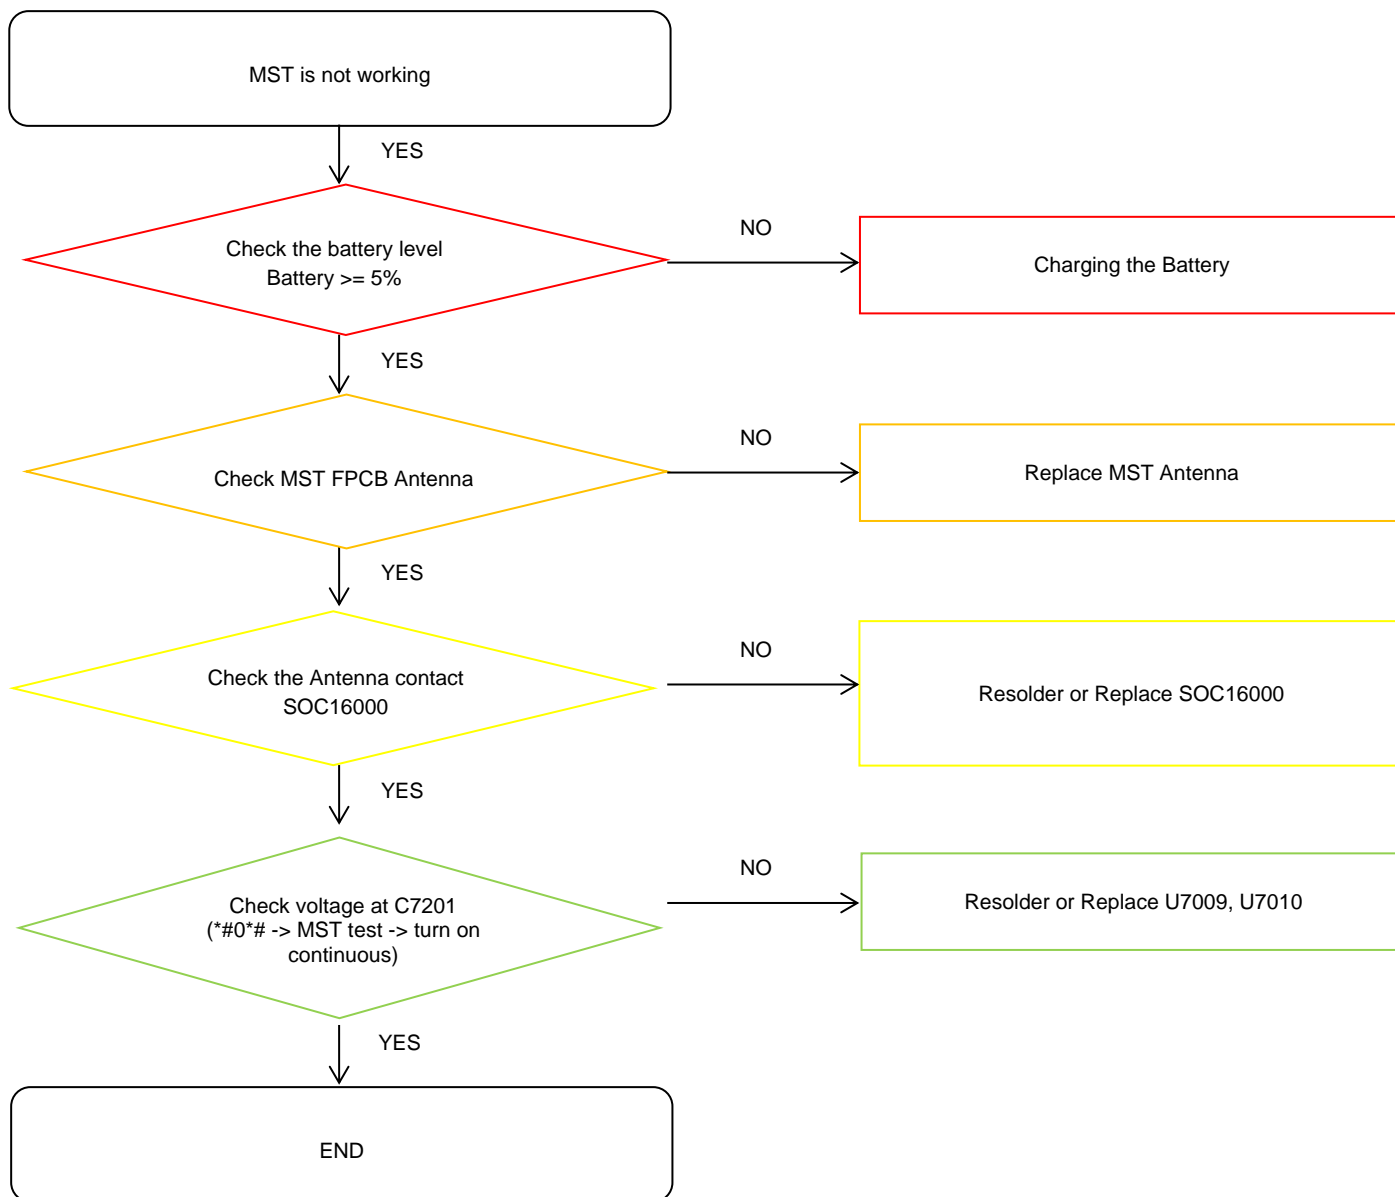 MST is not working
YES
Check the battery level
Battery >= 5%
NO
Charging the Battery
YES
Check MST FPCB Antenna
NO
Replace MST Antenna
YES
Check the Antenna contact
SOC16000
NO
Resolder or Replace SOC16000
YES
Check voltage at C7201
(*#0*# -> MST test -> turn on
continuous)
NO
Resolder or Replace U7009, U7010
YES
END